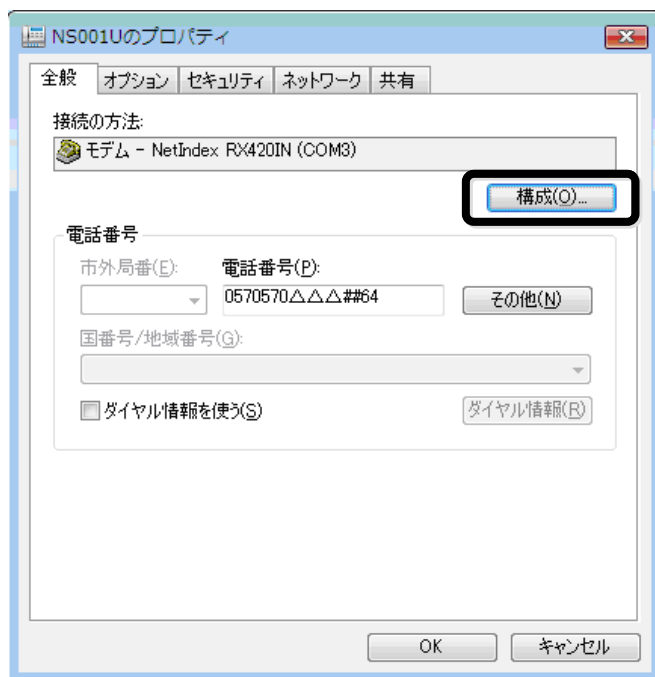 NS001Uのプロパティ
全般 オプション セキュリティ ネットワーク 共有
接続の方法:
モデム - NetIndex RX420IN (COM3)
構成(O)...
電話番号
市外局番(E): 電話番号(P):
0570570△△△##64 その他(N)
国番号/地域番号(G):
ダイヤル情報を使う(S) ダイヤル情報(R)
OK キャンセル